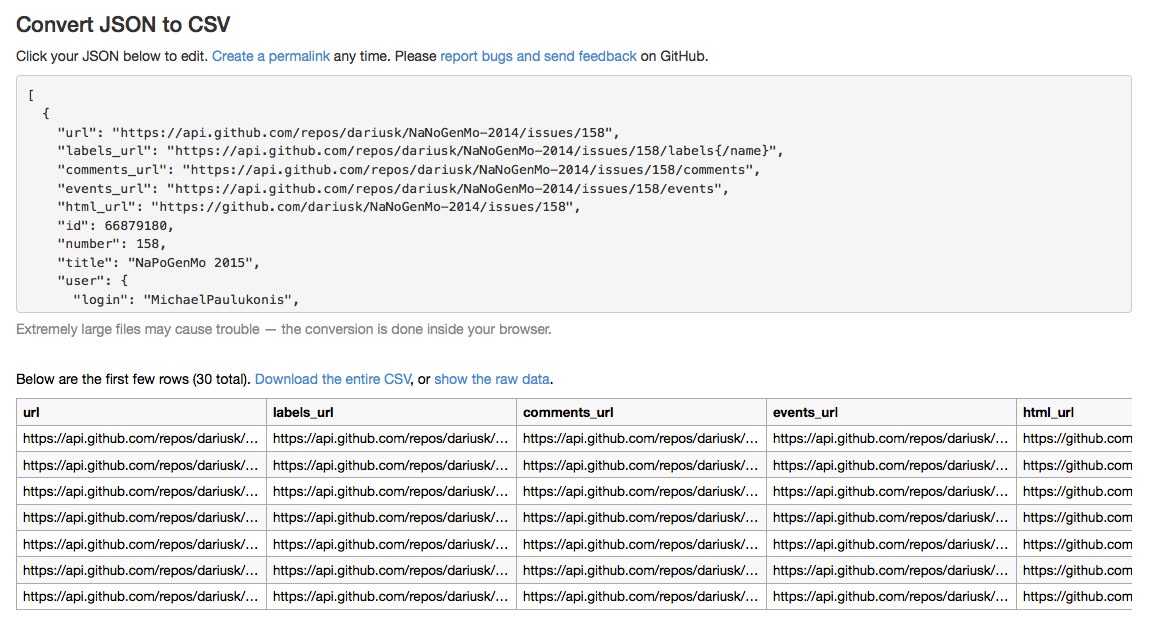 Convert JSON to CSV
Click your JSON below to edit. Create a permalink any time. Please report bugs and send feedback on GitHub.
[
{
"url": "https://api.github.com/repos/dariusk/NaNoGenMo-2014/issues/158",
"labels_url": "https://api.github.com/repos/dariusk/NaNoGenMo-2014/issues/158/labels{/name}",
"comments_url": "https://api.github.com/repos/dariusk/NaNoGenMo-2014/issues/158/comments",
"events_url": "https://api.github.com/repos/dariusk/NaNoGenMo-2014/issues/158/events",
"html_url": "https://github.com/dariusk/NaNoGenMo-2014/issues/158",
"id": 66879180,
"number": 158,
"title": "NaPoGenMo 2015",
"user": {
"login": "MichaelPaulukonis",
Extremely large files may cause trouble — the conversion is done inside your browser.
Below are the first few rows (30 total). Download the entire CSV, or show the raw data.
url labels_url comments_url events_url html_url
https://api.github.com/repos/dariusk/... https://api.github.com/repos/dariusk/... https://api.github.com/repos/dariusk/... https://api.github.com/repos/dariusk/... https://github.com
https://api.github.com/repos/dariusk/... https://api.github.com/repos/dariusk/... https://api.github.com/repos/dariusk/... https://api.github.com/repos/dariusk/... https://github.com
https://api.github.com/repos/dariusk/... https://api.github.com/repos/dariusk/... https://api.github.com/repos/dariusk/... https://api.github.com/repos/dariusk/... https://github.com
https://api.github.com/repos/dariusk/... https://api.github.com/repos/dariusk/... https://api.github.com/repos/dariusk/... https://api.github.com/repos/dariusk/... https://github.com
https://api.github.com/repos/dariusk/... https://api.github.com/repos/dariusk/... https://api.github.com/repos/dariusk/... https://api.github.com/repos/dariusk/... https://github.com
https://api.github.com/repos/dariusk/... https://api.github.com/repos/dariusk/... https://api.github.com/repos/dariusk/... https://api.github.com/repos/dariusk/... https://github.com
https://api.github.com/repos/dariusk/... https://api.github.com/repos/dariusk/... https://api.github.com/repos/dariusk/... https://api.github.com/repos/dariusk/... https://github.com